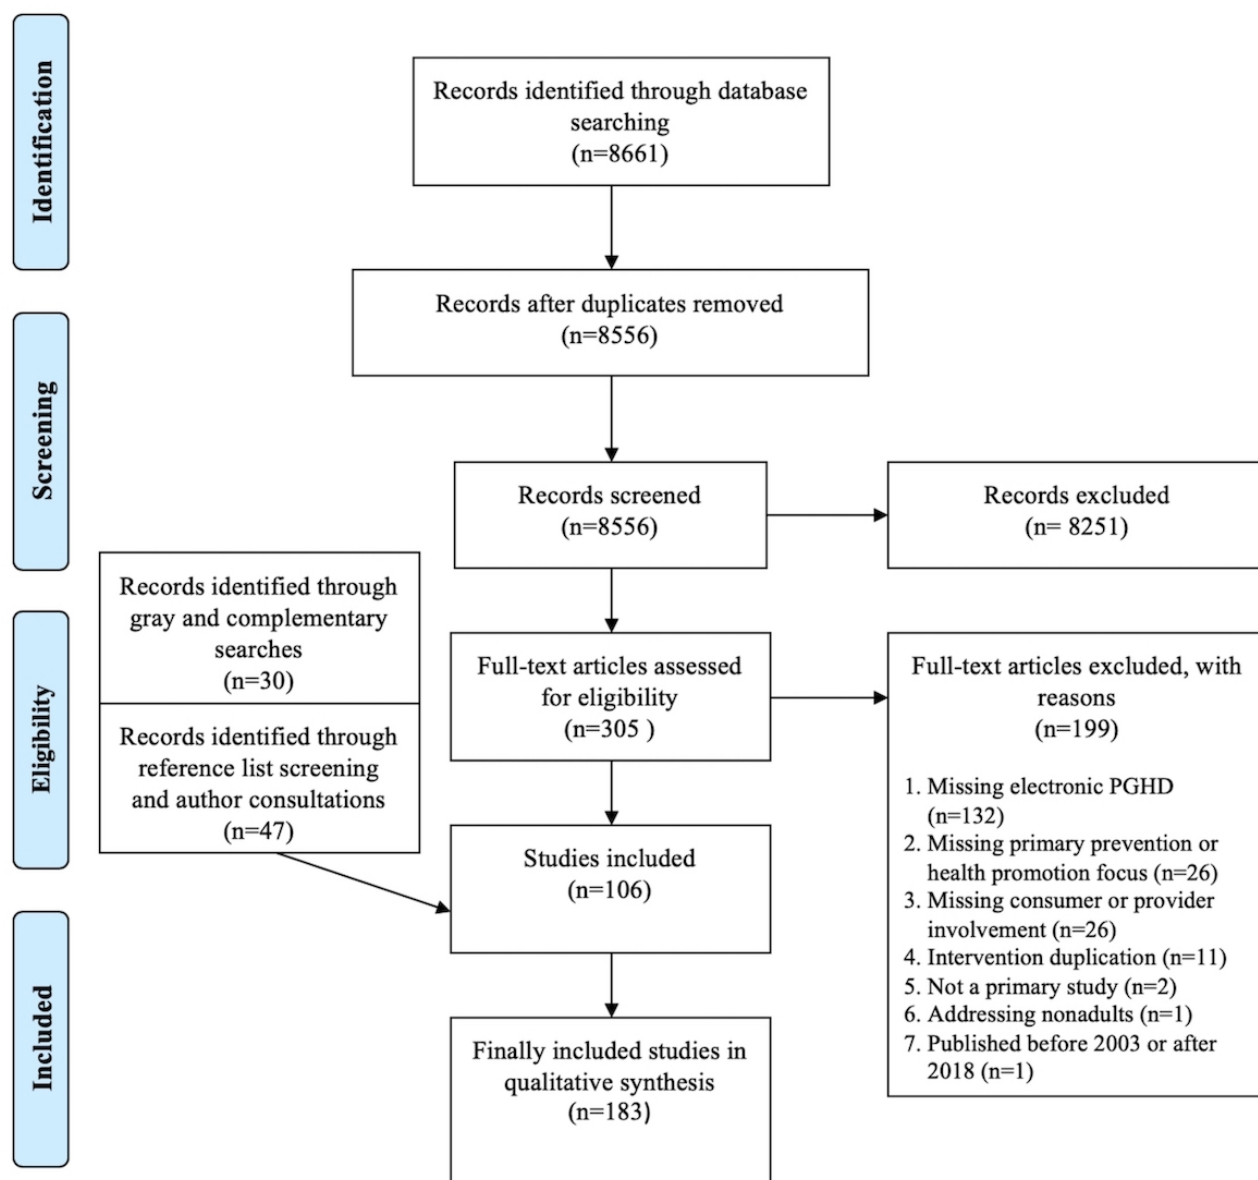 Identification
Records identified through database
searching
(n=8661)
Records after duplicates removed
(n=8556)
Screening
Records screened
(n=8556)
Records excluded
(n= 8251)
Records identified through
gray and complementary
searches
(n=30)
Records identified through
reference list screening
and author consultations
(n=47)
Eligibility
Full-text articles assessed
for eligibility
(n=305 )
Full-text articles excluded, with
reasons
(n=199)
1. Missing electronic PGHD
(n=132)
2. Missing primary prevention or
health promotion focus (n=26)
3. Missing consumer or provider
involvement (n=26)
4. Intervention duplication (n=11)
5. Not a primary study (n=2)
6. Addressing nonadults (n=1)
7. Published before 2003 or after
2018 (n=1)
Studies included
(n=106)
Included
Finally included studies in
qualitative synthesis
(n=183)